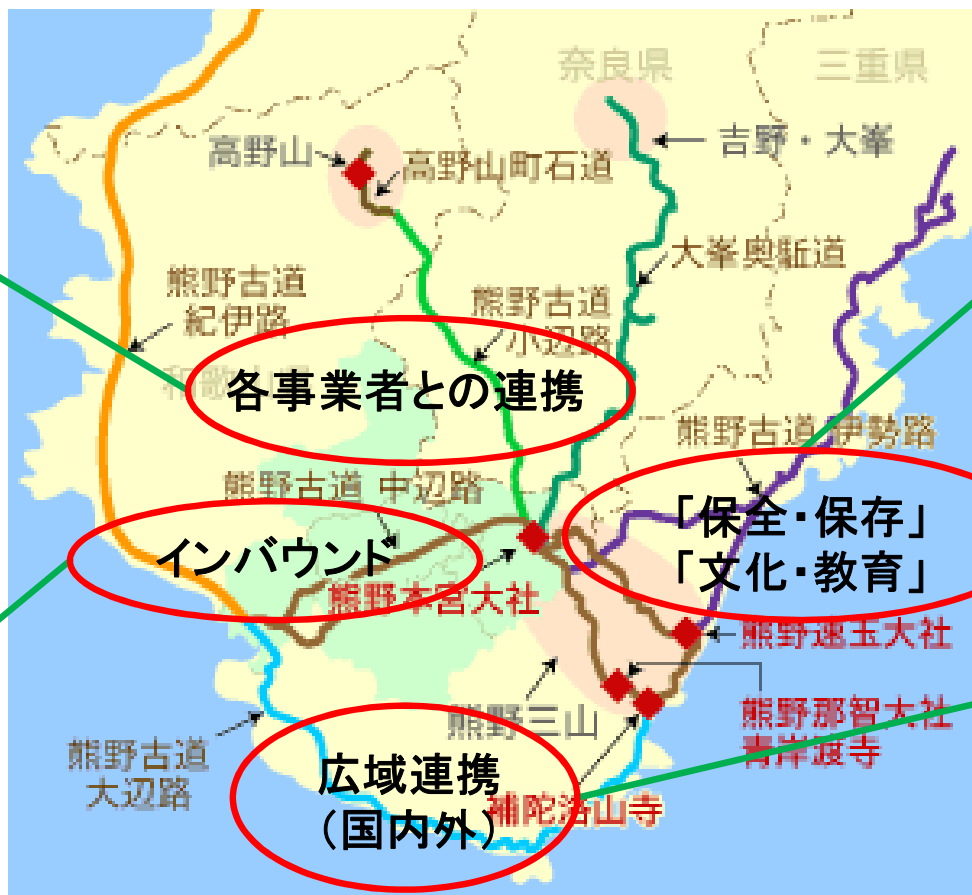 奈良県
三重県
高野山
吉野・大峯
高野山町石道
大峯奥駈道
熊野古道
紀伊路
熊野古道
小辺路
和歌山県
各事業者との連携
熊野古道 伊勢路
熊野古道 中辺路
「保全・保存」
「文化・教育」
インバウンド
熊野本宮大社
熊野速玉大社
熊野三山
熊野那智大社
青岸渡寺
熊野古道
大辺路
広域連携
（国内外）
補陀洛山寺